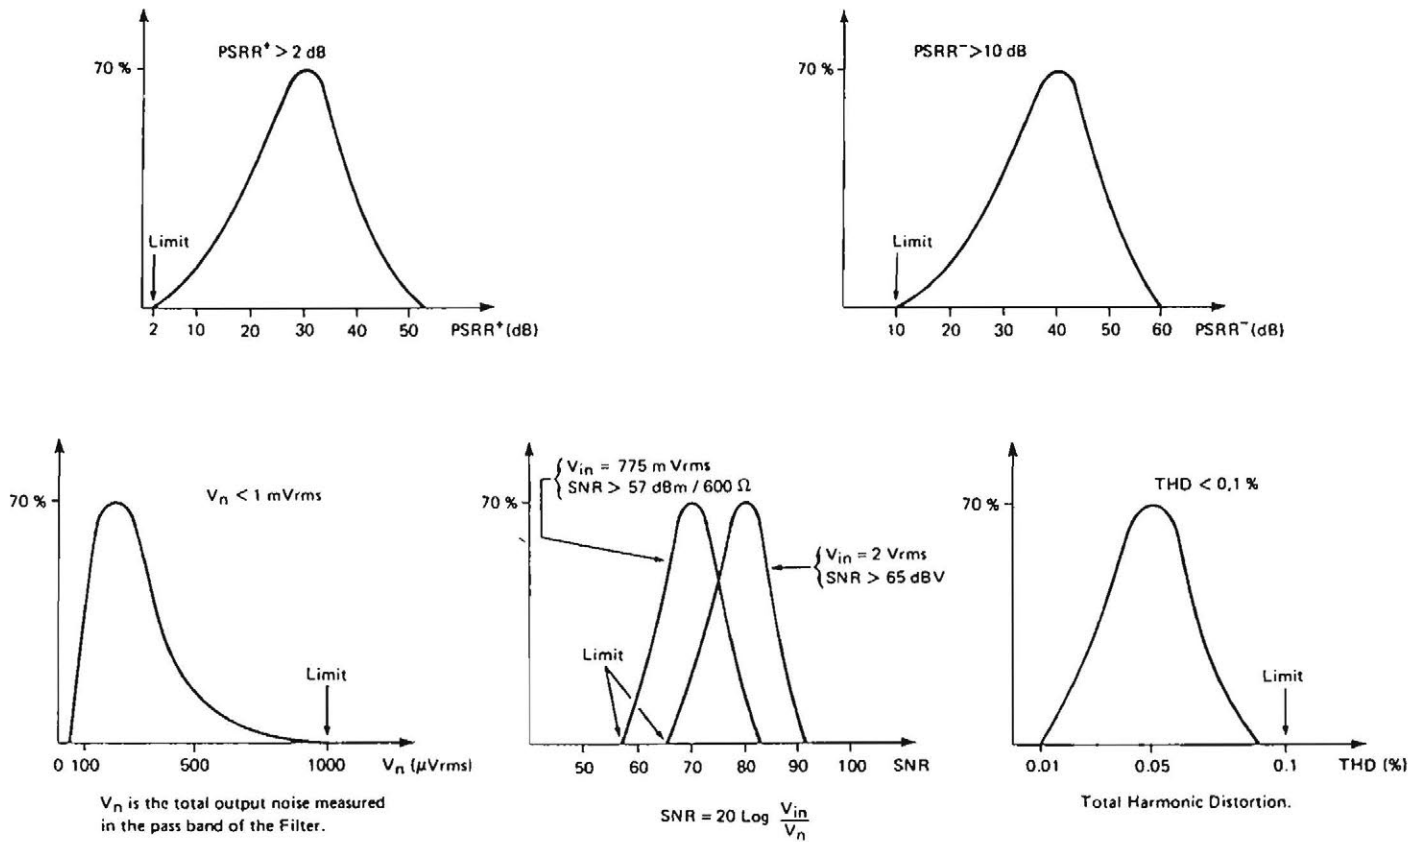 PSRR⁺ > 2 dB
70 %
Limit
2 10 20 30 40 50 PSRR⁺ (dB)
PSRR⁻ >10 dB
70 %
Limit
10 20 30 40 50 60 PSRR⁻ (dB)
Vn < 1 mVrms
70 %
Limit
0 100 500 1000 Vn (µVrms)
Vn is the total output noise measured
in the pass band of the Filter.
Vin = 775 m Vrms
SNR > 57 dBm / 600 Ω
70 %
Vin = 2 Vrms
SNR > 65 dBV
Limit
50 60 70 80 90 100 SNR
SNR = 20 Log Vin/Vn
THD < 0,1 %
70 %
Limit
0.01 0.05 0.1 THD (%)
Total Harmonic Distortion.